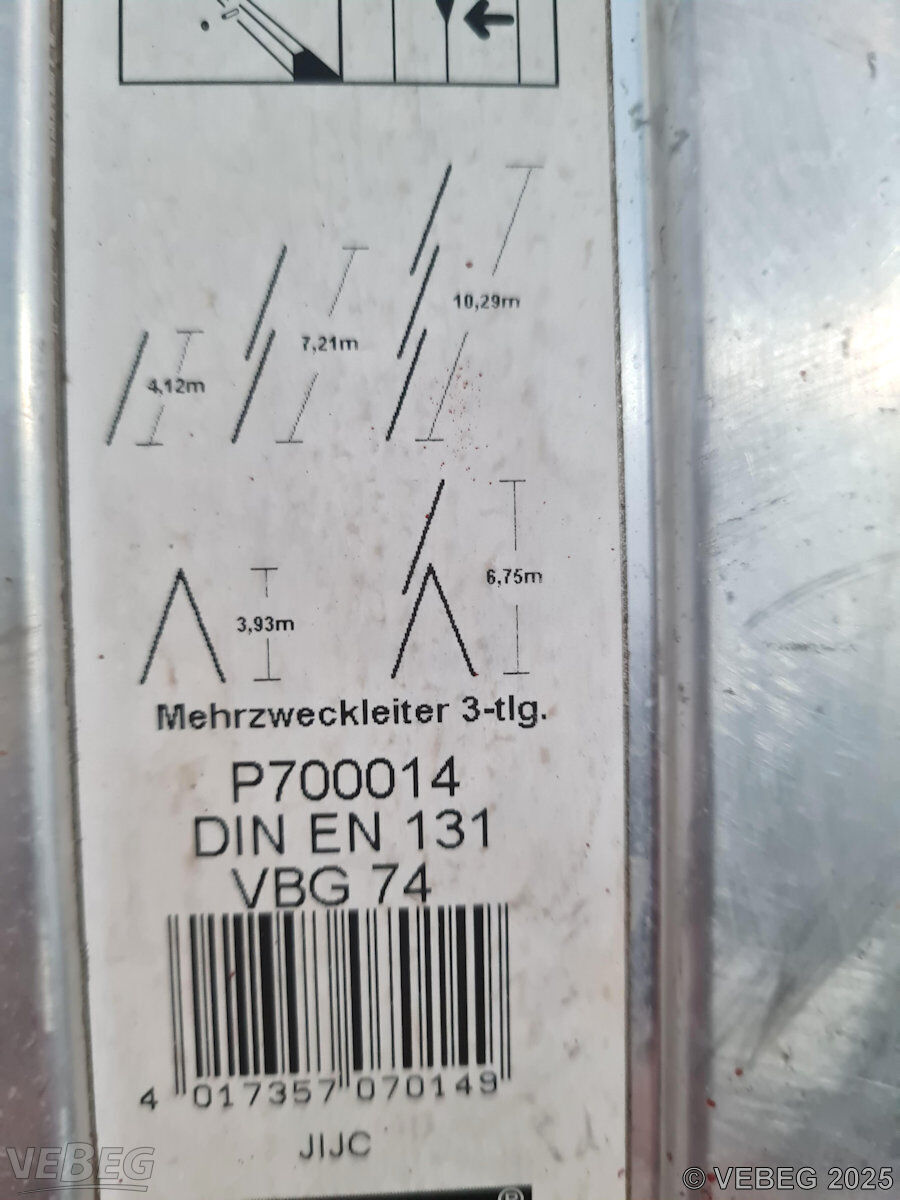 10,29m
7,21m
4,12m
6,75m
3,93m
Mehrzweckleiter 3-tlg.
P700014
DIN EN 131
VBG 74
4 017357 070149
JIJC
®
VEBEG
© VEBEG 2025